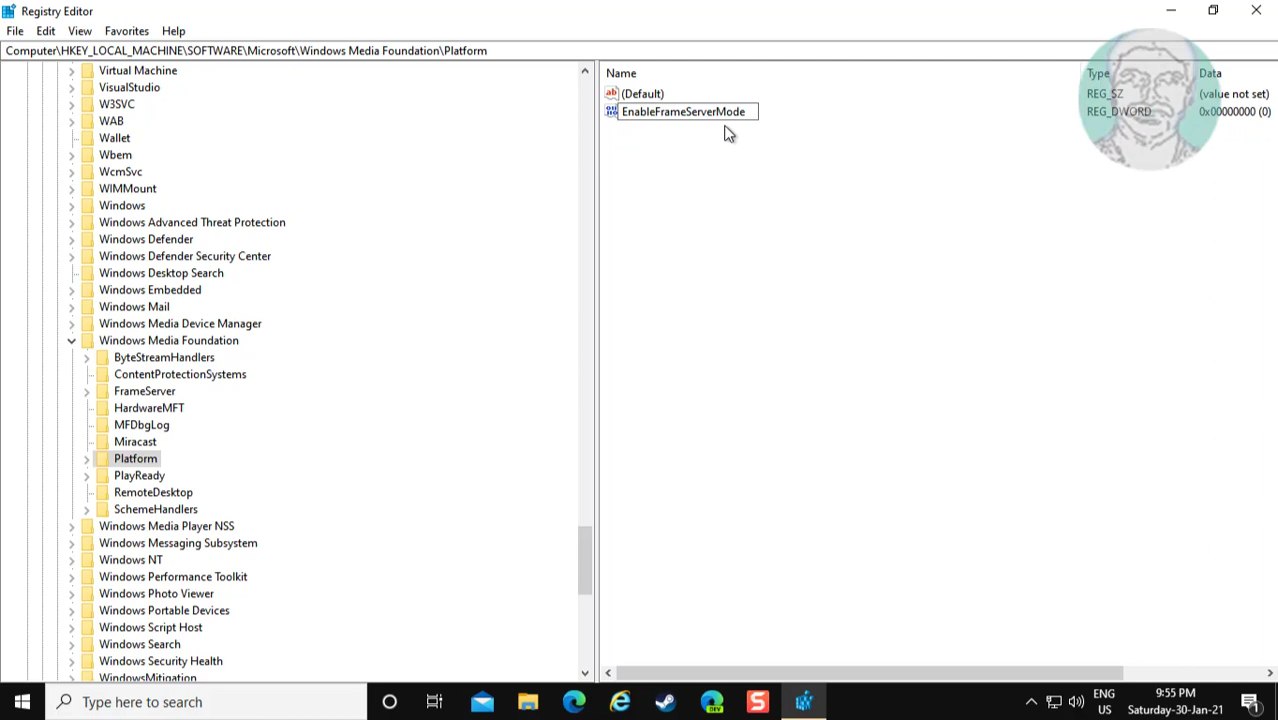 Registry Editor
File Edit View Favorites Help
Computer\HKEY_LOCAL_MACHINE\SOFTWARE\Microsoft\Windows Media Foundation\Platform
Virtual Machine
VisualStudio
W3SVC
WAB
Wallet
Wbem
WcmSvc
WIMMount
Windows
Windows Advanced Threat Protection
Windows Defender
Windows Defender Security Center
Windows Desktop Search
Windows Embedded
Windows Mail
Windows Media Device Manager
Windows Media Foundation
ByteStreamHandlers
ContentProtectionSystems
FrameServer
HardwareMFT
MFDbgLog
Miracast
Platform
PlayReady
RemoteDesktop
SchemeHandlers
Windows Media Player NSS
Windows Messaging Subsystem
Windows NT
Windows Performance Toolkit
Windows Photo Viewer
Windows Portable Devices
Windows Script Host
Windows Search
Windows Security Health
WindowsMitigation
Name Type Data
(Default) REG_SZ (value not set)
EnableFrameServerMode REG_DWORD 0x00000000 (0)
Type here to search
DEV
S
ENG
US
9:55 PM
Saturday-30-Jan-21
1